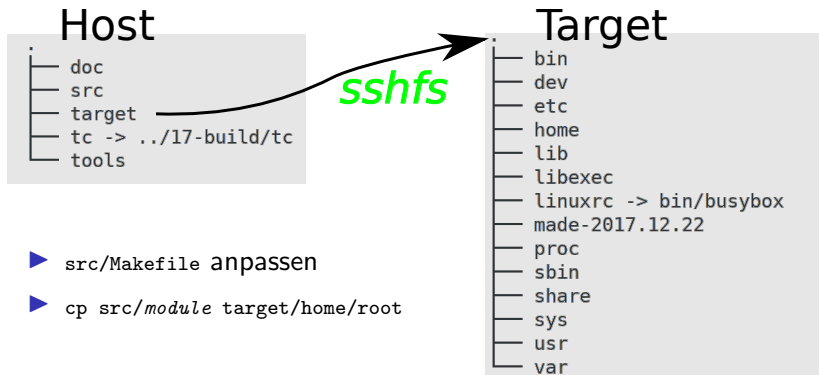 Host
.
├── doc
├── src
├── target
├── tc -> ../17-build/tc
└── tools
sshfs
Target
.
├── bin
├── dev
├── etc
├── home
├── lib
├── libexec
├── linuxrc -> bin/busybox
├── made-2017.12.22
├── proc
├── sbin
├── share
├── sys
├── usr
└── var
▶ src/Makefile anpassen
▶ cp src/module target/home/root